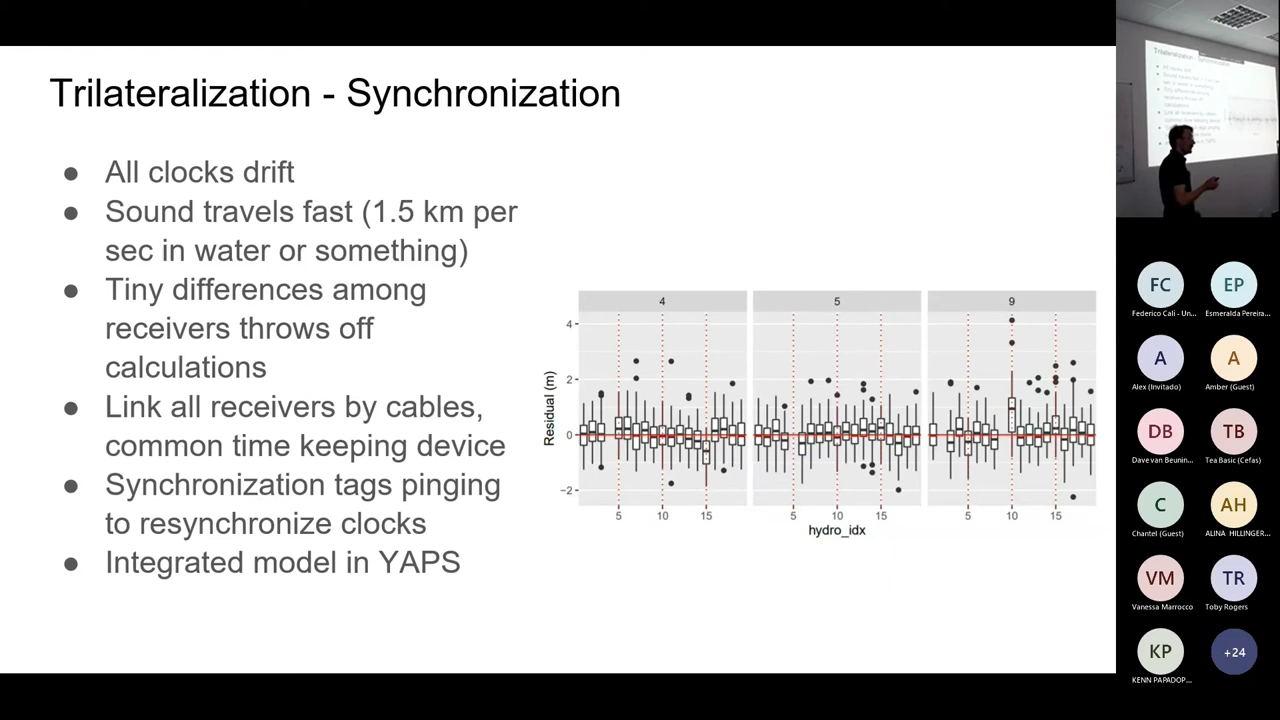 Trilateralization - Synchronization
● All clocks drift
● Sound travels fast (1.5 km per
sec in water or something)
● Tiny differences among
receivers throws off
calculations
● Link all receivers by cables,
common time keeping device
● Synchronization tags pinging
to resynchronize clocks
● Integrated model in YAPS
4 5 9
Residual (m)
4
2
0
−2
5 10 15 5 10 15 5 10 15
hydro_idx
FC EP
Federico Cali - Un... Esmeralda Pereira...
A A
Alex (Invitado) Amber (Guest)
DB TB
Dave van Beunin... Tea Basic (Cefas)
C AH
Chantel (Guest) ALINA HILLINGER...
VM TR
Vanessa Marrocco Toby Rogers
KP +24
KENN PAPADOP...